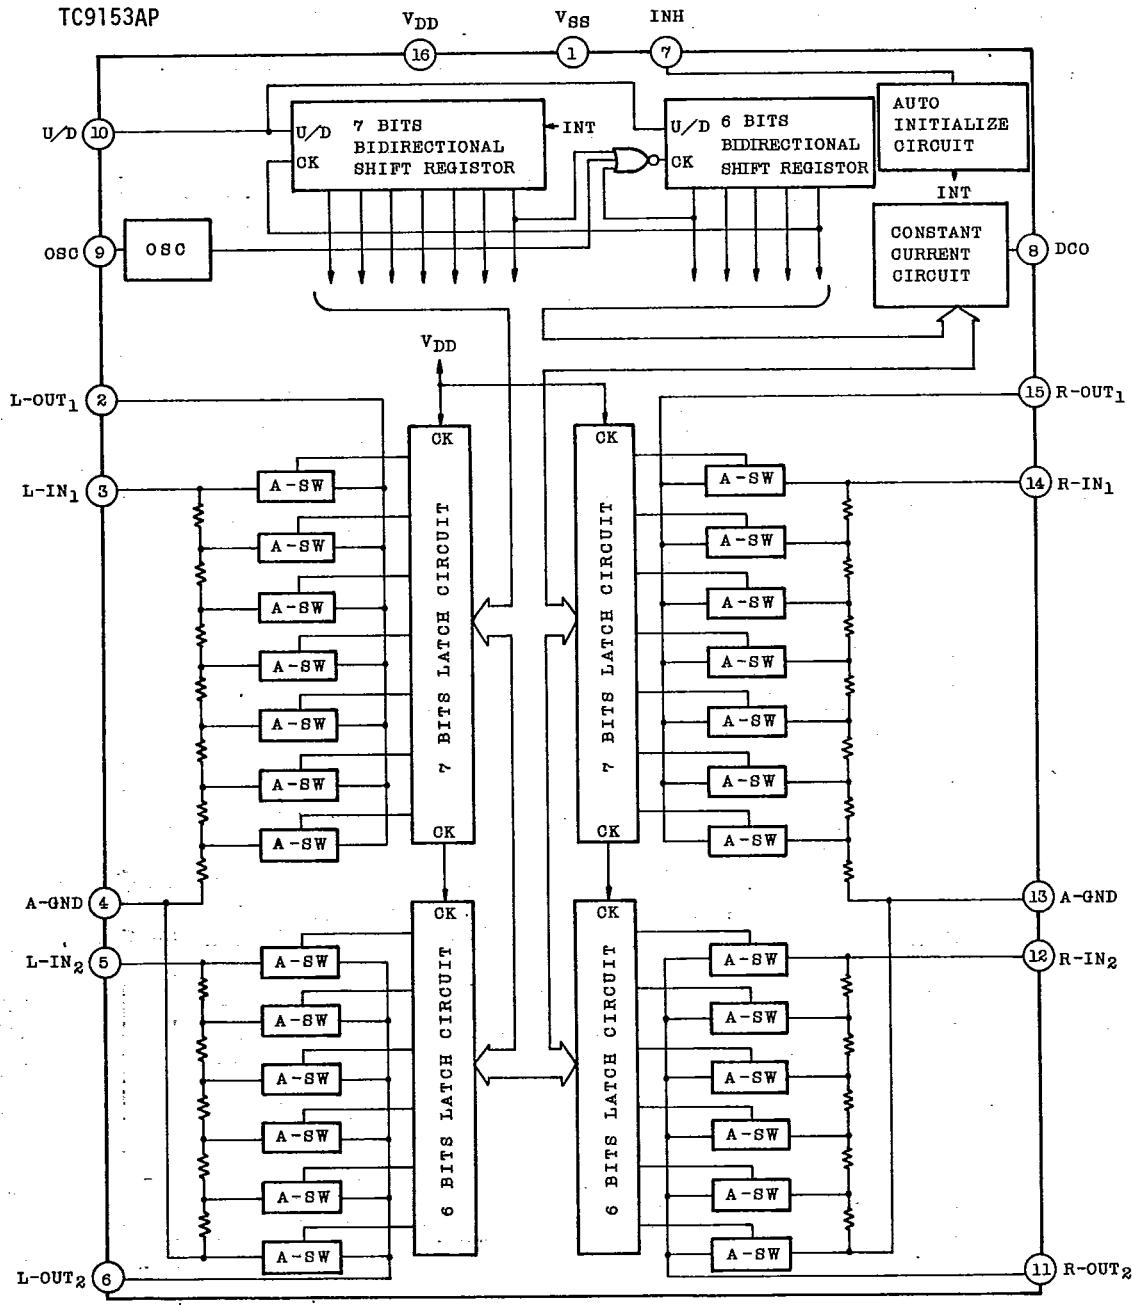 TC9153AP
VDD
VSS
INH
16
1
7
U/D 10
U/D
7 BITS
BIDIRECTIONAL
SHIFT REGISTOR
CK
INT
U/D
6 BITS
BIDIRECTIONAL
SHIFT REGISTOR
CK
AUTO
INITIALIZE
CIRCUIT
INT
OSC 9
OSC
CONSTANT
CURRENT
CIRCUIT
8 DCO
VDD
L-OUT1 2
15 R-OUT1
CK
CK
L-IN1 3
14 R-IN1
A-SW
A-SW
A-SW
A-SW
A-SW
A-SW
A-SW
7 BITS LATCH CIRCUIT
7 BITS LATCH CIRCUIT
A-SW
A-SW
A-SW
A-SW
A-SW
A-SW
A-SW
CK
CK
A-GND 4
13 A-GND
CK
CK
L-IN2 5
12 R-IN2
A-SW
A-SW
A-SW
A-SW
A-SW
A-SW
6 BITS LATCH CIRCUIT
6 BITS LATCH CIRCUIT
A-SW
A-SW
A-SW
A-SW
A-SW
A-SW
L-OUT2 6
11 R-OUT2